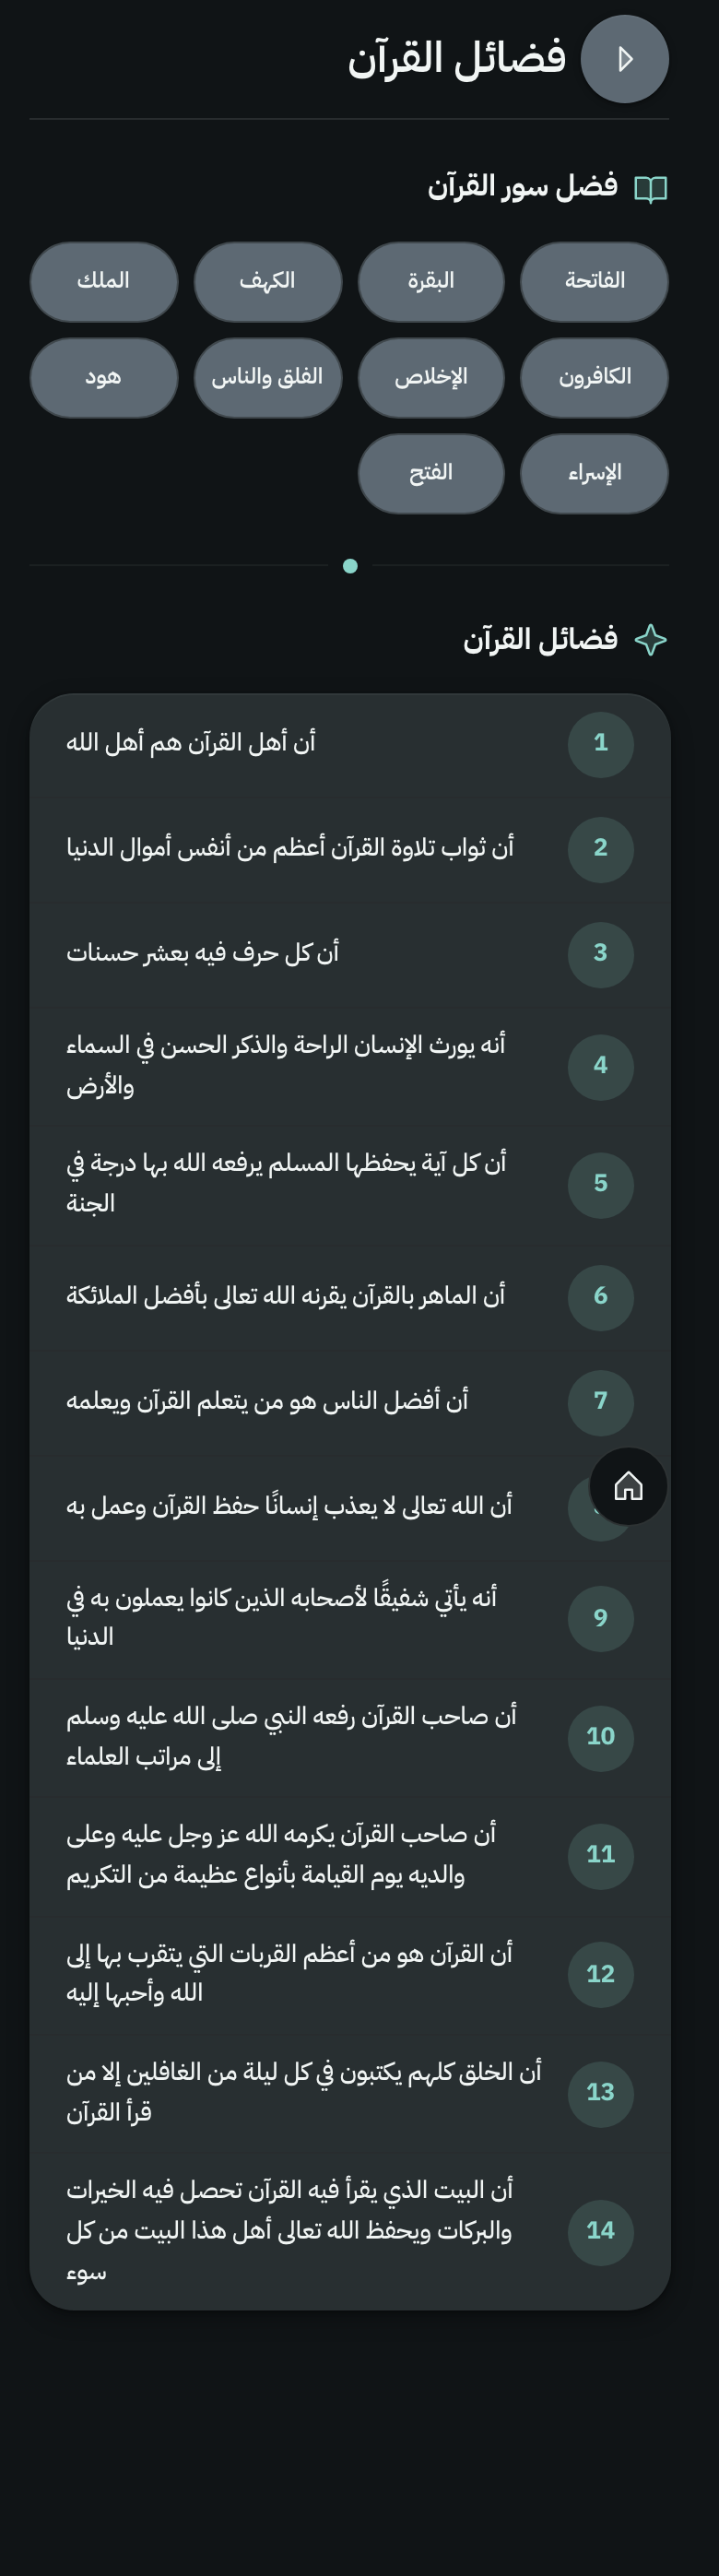 فضائل القرآن
فضل سور القرآن
الفاتحة
البقرة
الكهف
الملك
الكافرون
الإخلاص
الفلق والناس
هود
الإسراء
الفتح
فضائل القرآن
1 أن أهل القرآن هم أهل الله
2 أن ثواب تلاوة القرآن أعظم من أنفس أموال الدنيا
3 أن كل حرف فيه بعشر حسنات
4 أنه يورث الإنسان الراحة والذكر الحسن في السماء
والأرض
5 أن كل آية يحفظها المسلم يرفعه الله بها درجة في
الجنة
6 أن الماهر بالقرآن يقرنه الله تعالى بأفضل الملائكة
7 أن أفضل الناس هو من يتعلم القرآن ويعلمه
أن الله تعالى لا يعذب إنسانًا حفظ القرآن وعمل به
9 أنه يأتي شفيقًا لأصحابه الذين كانوا يعملون به في
الدنيا
10 أن صاحب القرآن رفعه النبي صلى الله عليه وسلم
إلى مراتب العلماء
11 أن صاحب القرآن يكرمه الله عز وجل عليه وعلى
والديه يوم القيامة بأنواع عظيمة من التكريم
12 أن القرآن هو من أعظم القربات التي يتقرب بها إلى
الله وأحبها إليه
13 أن الخلق كلهم يكتبون في كل ليلة من الغافلين إلا من
قرأ القرآن
14 أن البيت الذي يقرأ فيه القرآن تحصل فيه الخيرات
والبركات ويحفظ الله تعالى أهل هذا البيت من كل
سوء